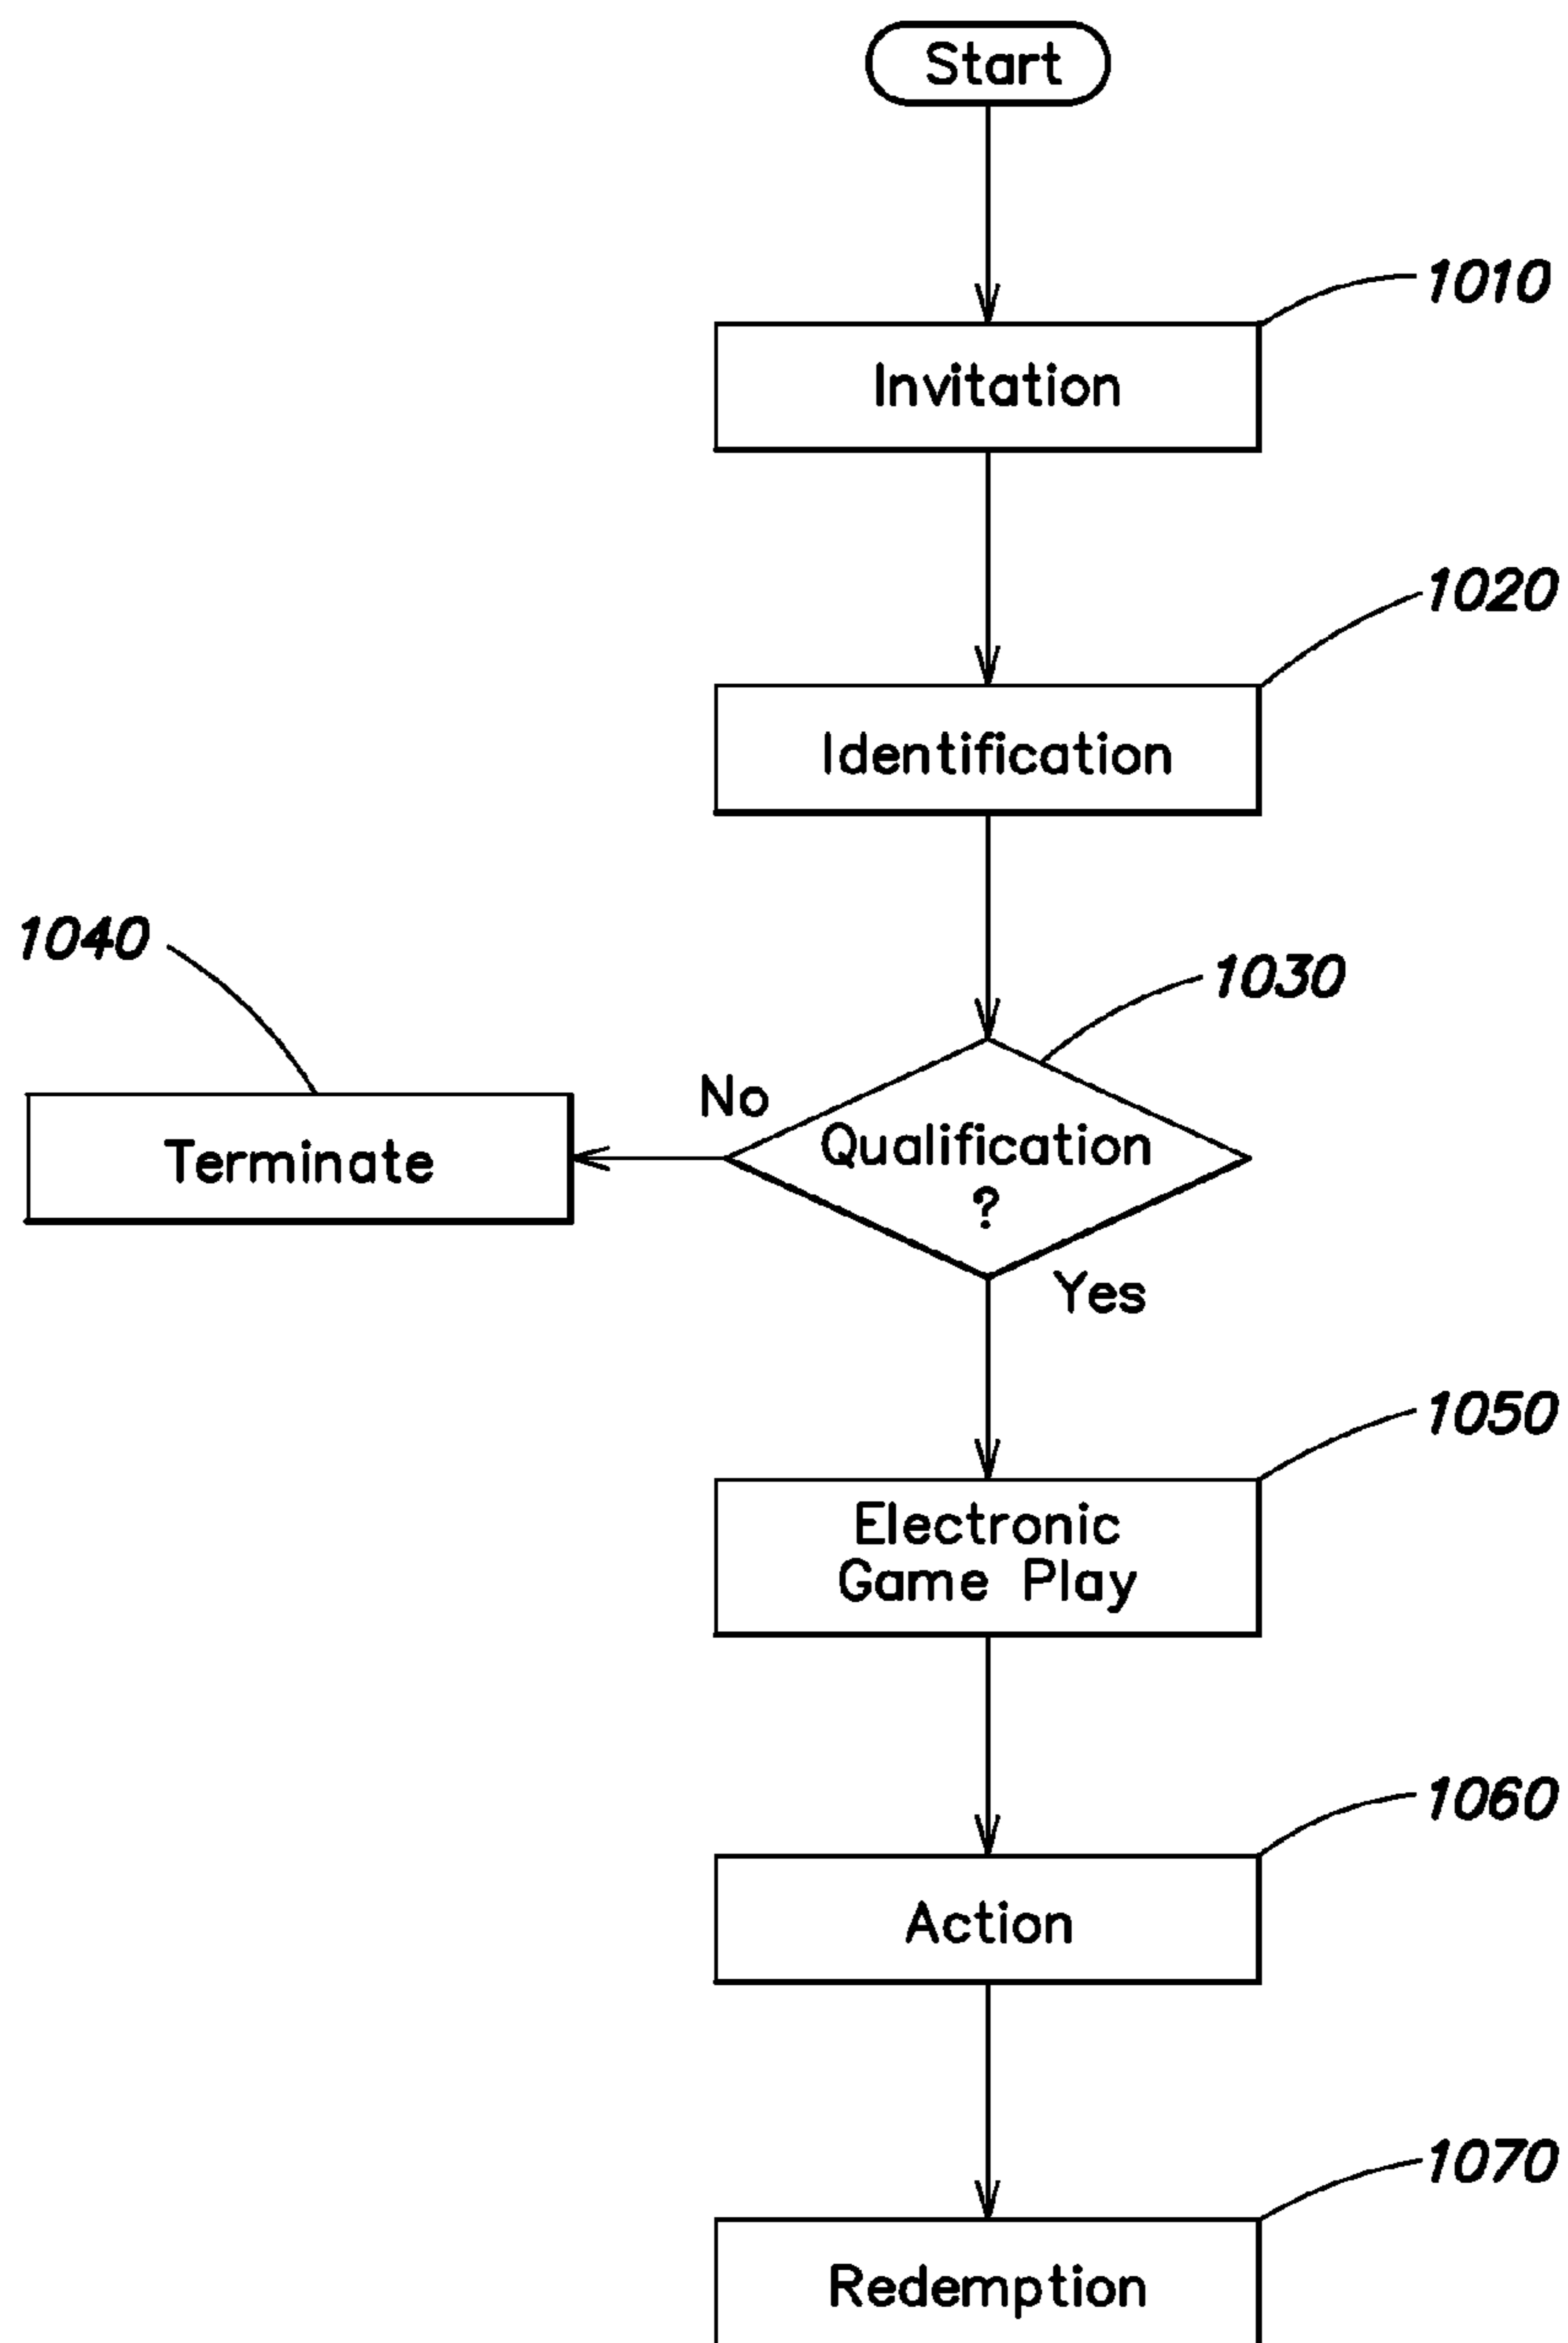 Start
1010
Invitation
1020
Identification
1040
1030
No
Qualification
?
Terminate
Yes
1050
Electronic
Game Play
1060
Action
1070
Redemption